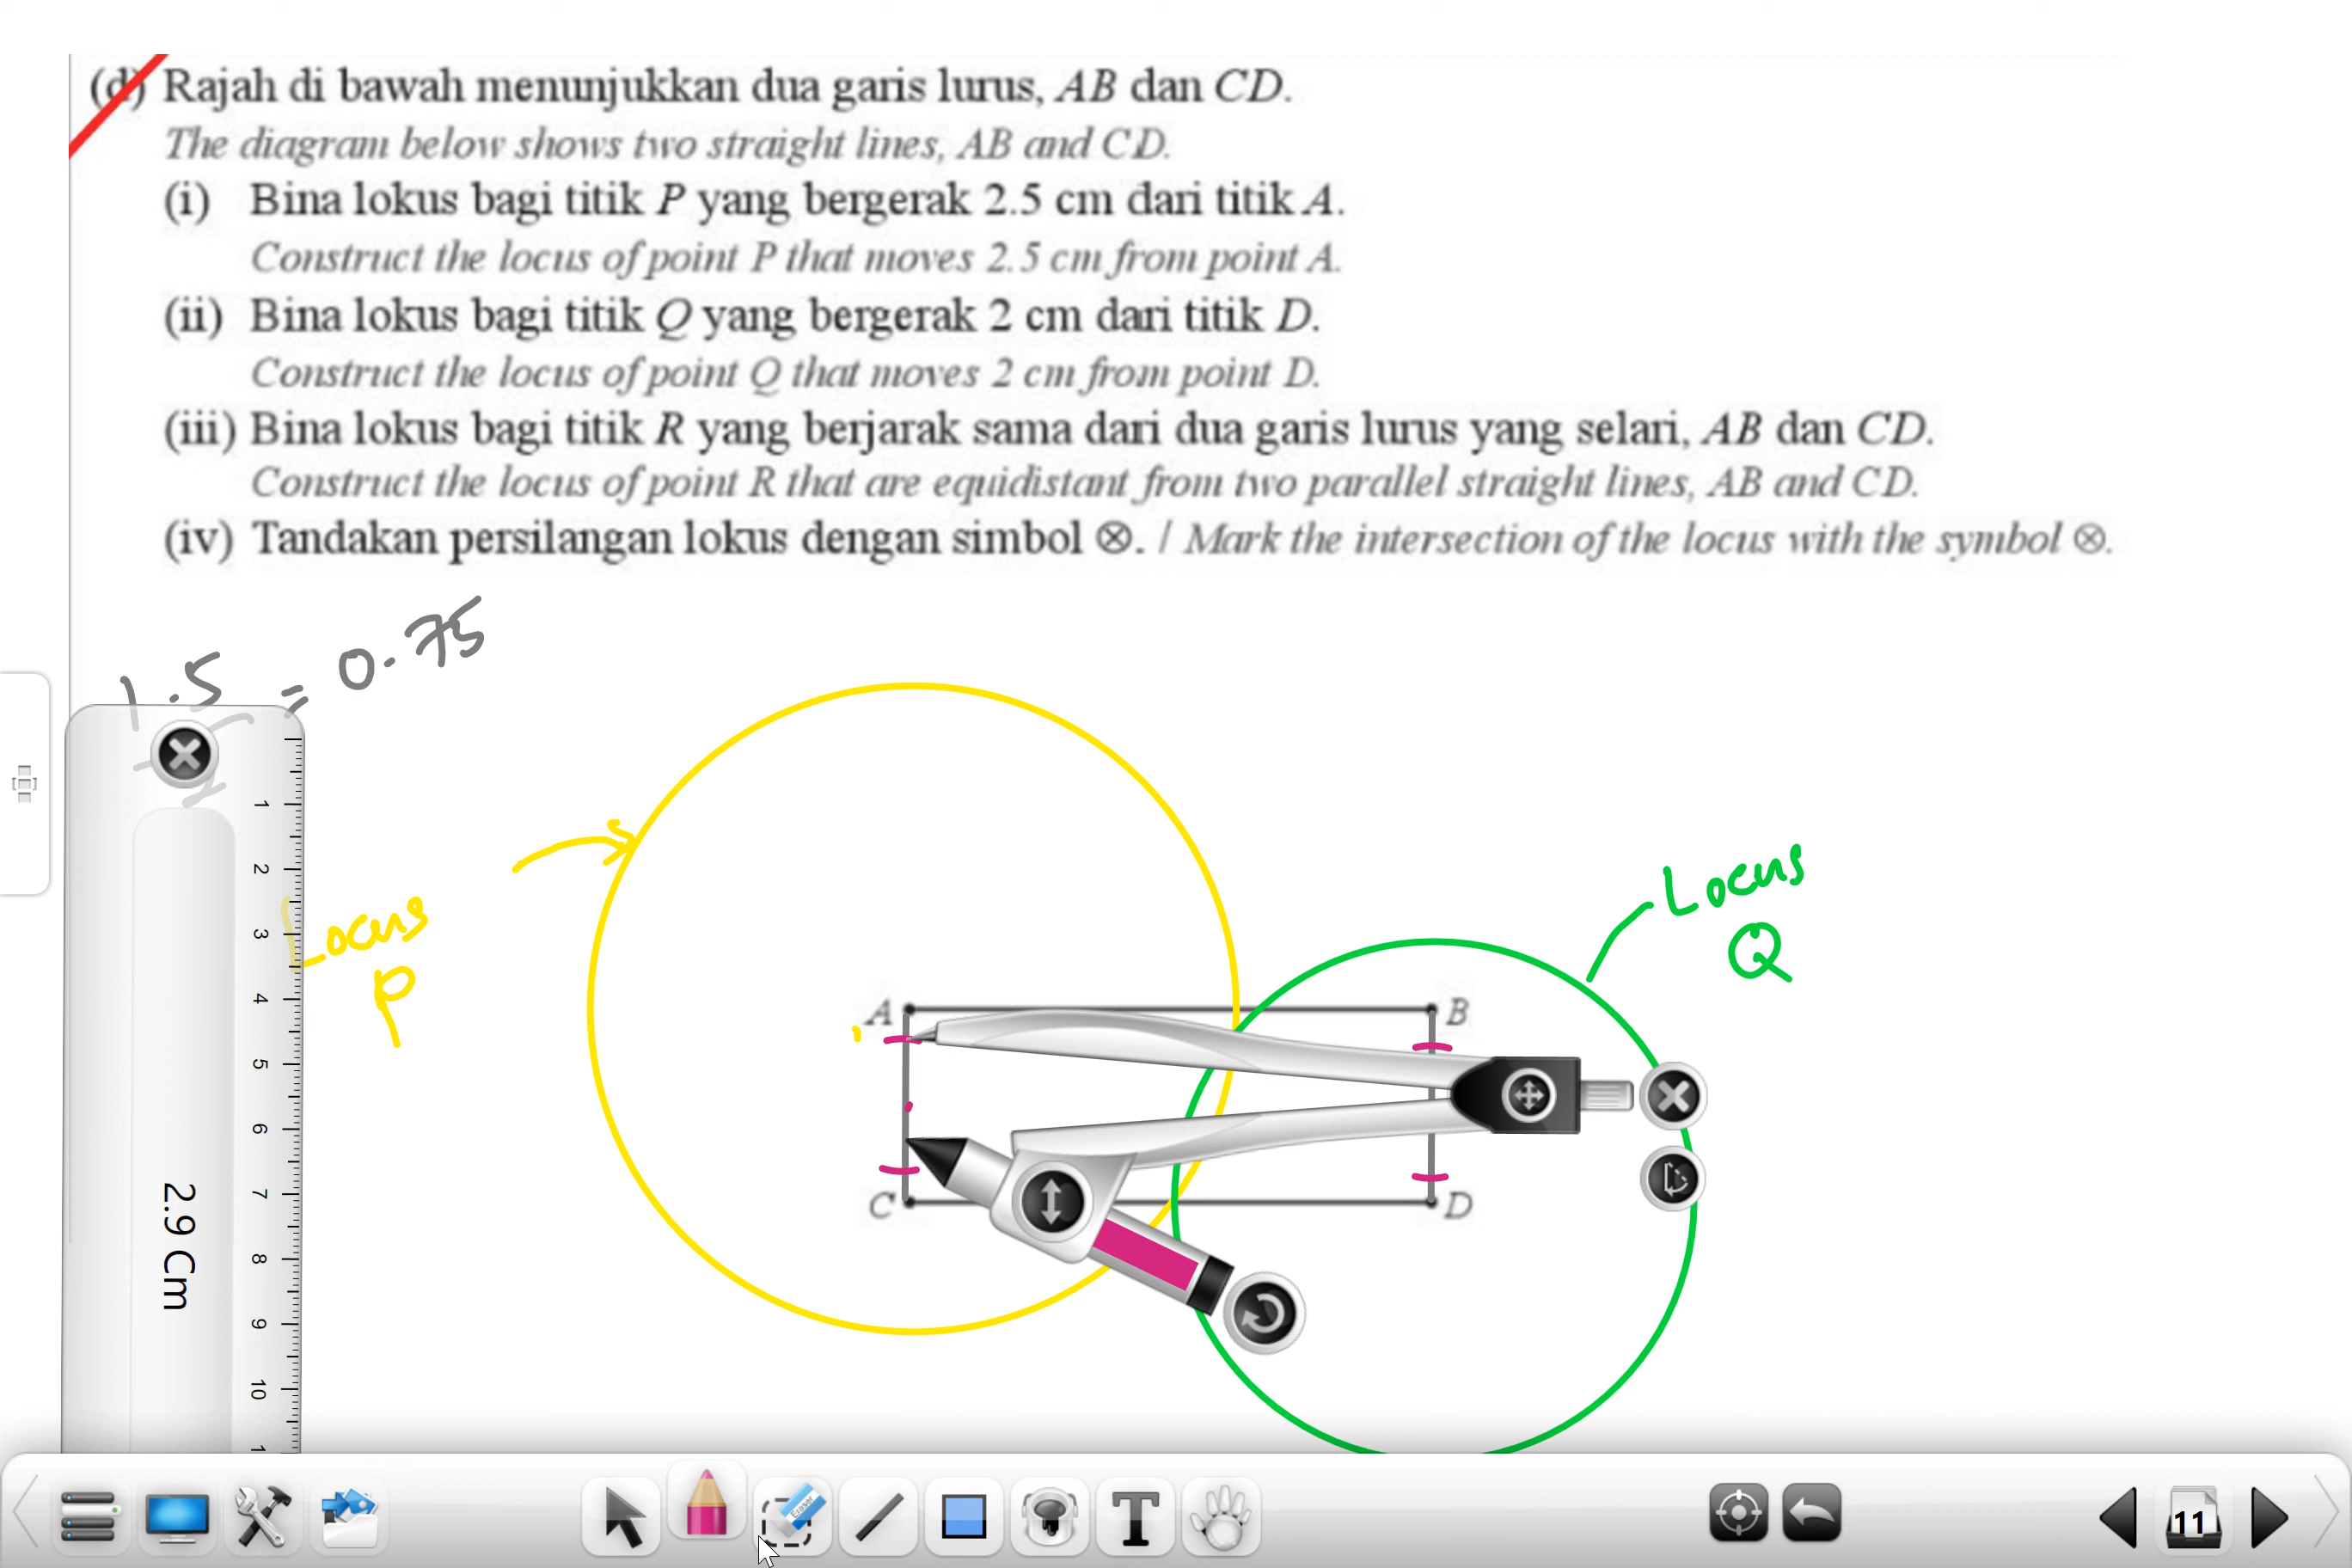 (d) Rajah di bawah menunjukkan dua garis lurus, AB dan CD.
The diagram below shows two straight lines, AB and CD.
(i) Bina lokus bagi titik P yang bergerak 2.5 cm dari titik A.
Construct the locus of point P that moves 2.5 cm from point A.
(ii) Bina lokus bagi titik Q yang bergerak 2 cm dari titik D.
Construct the locus of point Q that moves 2 cm from point D.
(iii) Bina lokus bagi titik R yang berjarak sama dari dua garis lurus yang selari, AB dan CD.
Construct the locus of point R that are equidistant from two parallel straight lines, AB and CD.
(iv) Tandakan persilangan lokus dengan simbol ⊗. / Mark the intersection of the locus with the symbol ⊗.
1.5 = 0.75
1
2
3
4
5
6
7
8
9
10
1
2.9 Cm
Locus
P
Locus
Q
A
B
C
D
Eraser
T
11